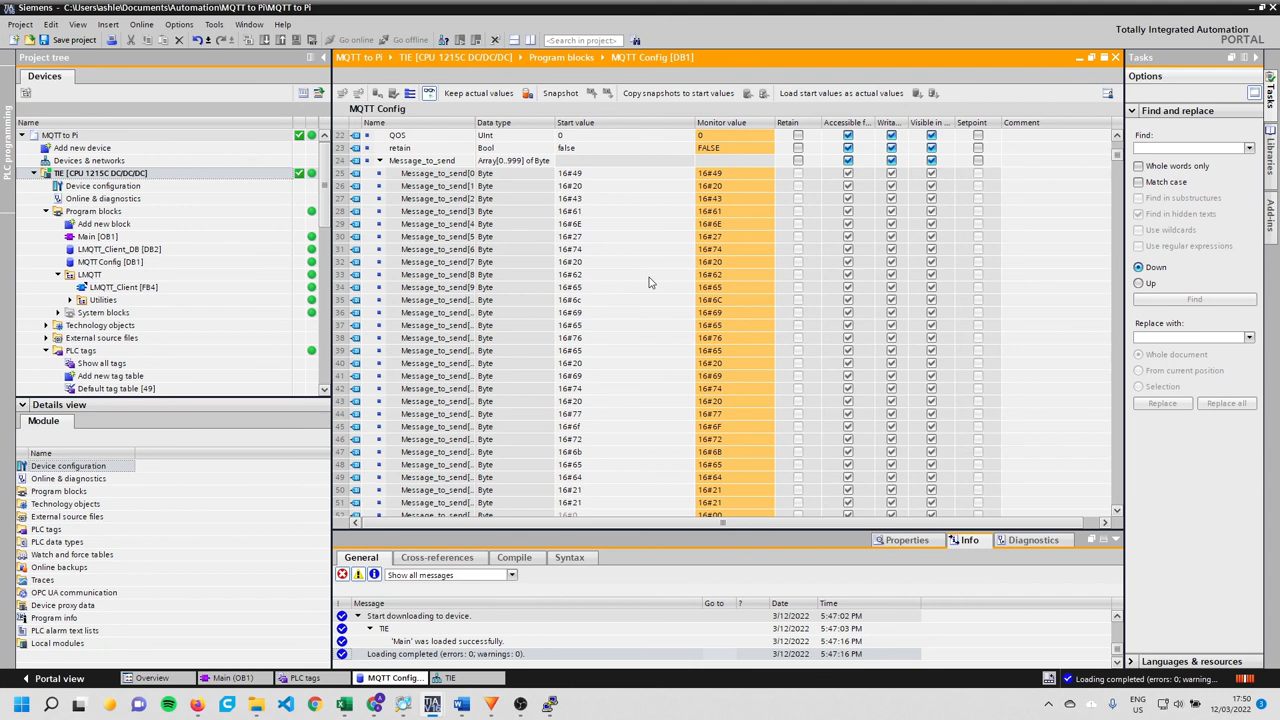 Siemens - C:\Users\ashle\Documents\Automation\MQTT to Pi\MQTT to Pi
Project Edit View Insert Online Options Tools Window Help
Totally Integrated Automation
PORTAL
Save project
Go online
Go offline
<Search in project>
Project tree
MQTT to Pi ▸ TIE [CPU 1215C DC/DC/DC] ▸ Program blocks ▸ MQTT Config [DB1]
Tasks
Devices
Options
Name
MQTT to Pi
Add new device
Devices & networks
TIE [CPU 1215C DC/DC/DC]
Device configuration
Online & diagnostics
Program blocks
Add new block
Main [OB1]
LMQTT_Client_DB [DB2]
MQTT Config [DB1]
LMQTT
LMQTT_Client [FB4]
Utilities
System blocks
Technology objects
External source files
PLC tags
Show all tags
Add new tag table
Default tag table [49]
Details view
Module
Name
Device configuration
Online & diagnostics
Program blocks
Technology objects
External source files
PLC tags
PLC data types
Watch and force tables
Online backups
Traces
OPC UA communication
Device proxy data
Program info
PLC alarm text lists
Local modules
PLC programming
Keep actual values Snapshot Copy snapshots to start values Load start values as actual values
MQTT Config
Name Data type Start value Monitor value Retain Accessible f... Writa... Visible in ... Setpoint Comment
22 QOS UInt 0 0
23 retain Bool false FALSE
24 Message_to_send Array[0..999] of Byte
25 Message_to_send[0 Byte 16#49 16#49
26 Message_to_send[1 Byte 16#20 16#20
27 Message_to_send[2 Byte 16#43 16#43
28 Message_to_send[3 Byte 16#61 16#61
29 Message_to_send[4 Byte 16#6E 16#6E
30 Message_to_send[5 Byte 16#27 16#27
31 Message_to_send[6 Byte 16#74 16#74
32 Message_to_send[7 Byte 16#20 16#20
33 Message_to_send[8 Byte 16#62 16#62
34 Message_to_send[9 Byte 16#65 16#65
35 Message_to_send[... Byte 16#6c 16#6C
36 Message_to_send[... Byte 16#69 16#69
37 Message_to_send[... Byte 16#65 16#65
38 Message_to_send[... Byte 16#76 16#76
39 Message_to_send[... Byte 16#65 16#65
40 Message_to_send[... Byte 16#20 16#20
41 Message_to_send[... Byte 16#69 16#69
42 Message_to_send[... Byte 16#74 16#74
43 Message_to_send[... Byte 16#20 16#20
44 Message_to_send[... Byte 16#77 16#77
45 Message_to_send[... Byte 16#6f 16#6F
46 Message_to_send[... Byte 16#72 16#72
47 Message_to_send[... Byte 16#6b 16#6B
48 Message_to_send[... Byte 16#65 16#65
49 Message_to_send[... Byte 16#64 16#64
50 Message_to_send[... Byte 16#21 16#21
51 Message_to_send[... Byte 16#21 16#21
52 Message_to_send[... Byte 16#0 16#00
Properties Info Diagnostics
General Cross-references Compile Syntax
Show all messages
! Message Go to ? Date Time
Start downloading to device. 3/12/2022 5:47:02 PM
TIE 3/12/2022 5:47:03 PM
'Main' was loaded successfully. 3/12/2022 5:47:16 PM
Loading completed (errors: 0; warnings: 0). 3/12/2022 5:47:16 PM
Find and replace
Find:
Whole words only
Match case
Find in substructures
Find in hidden texts
Use wildcards
Use regular expressions
Down
Up
Find
Replace with:
Whole document
From current position
Selection
Replace
Replace all
Languages & resources
Tasks
Libraries
Add-ins
Portal view
Overview
Main (OB1)
PLC tags
MQTT Config...
TIE
Loading completed (errors: 0; warning...
ENG
US
17:50
12/03/2022
3